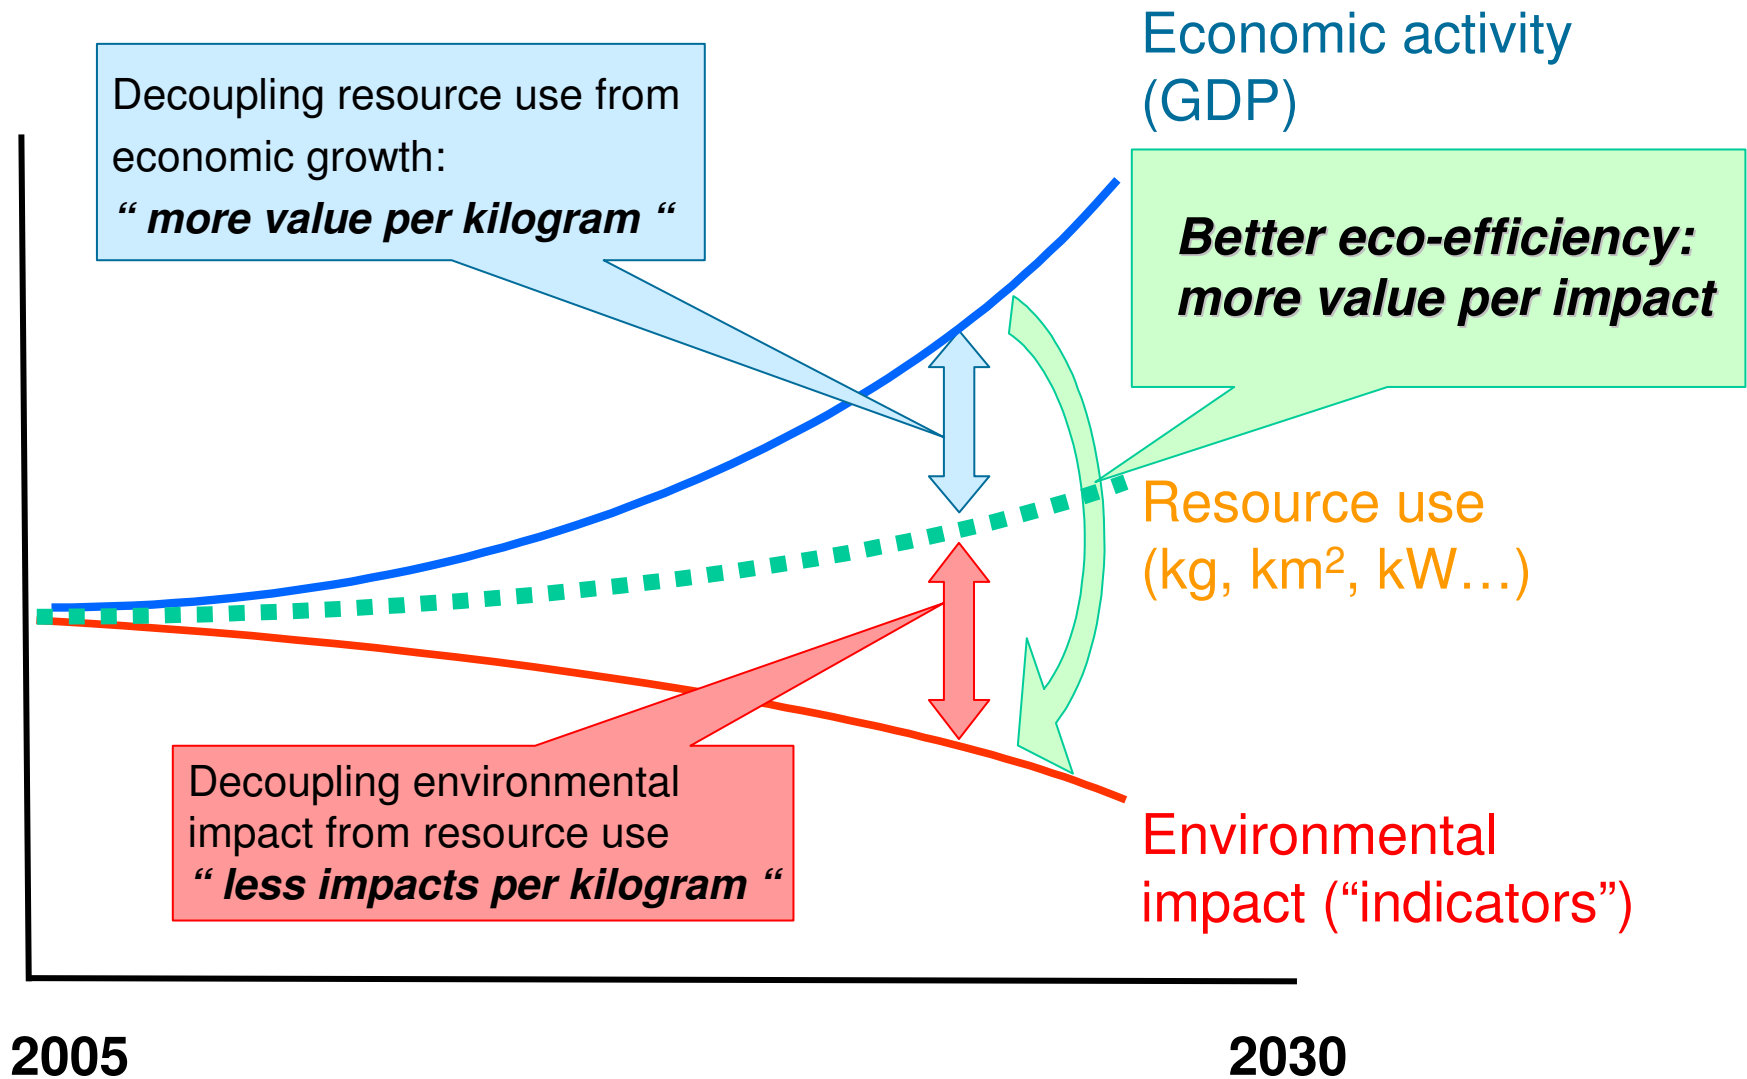 Economic activity
(GDP)
Decoupling resource use from
economic growth:
“ more value per kilogram “
Better eco-efficiency:
more value per impact
Resource use
(kg, km², kW…)
Decoupling environmental
impact from resource use
“ less impacts per kilogram “
Environmental
impact (“indicators”)
2005
2030